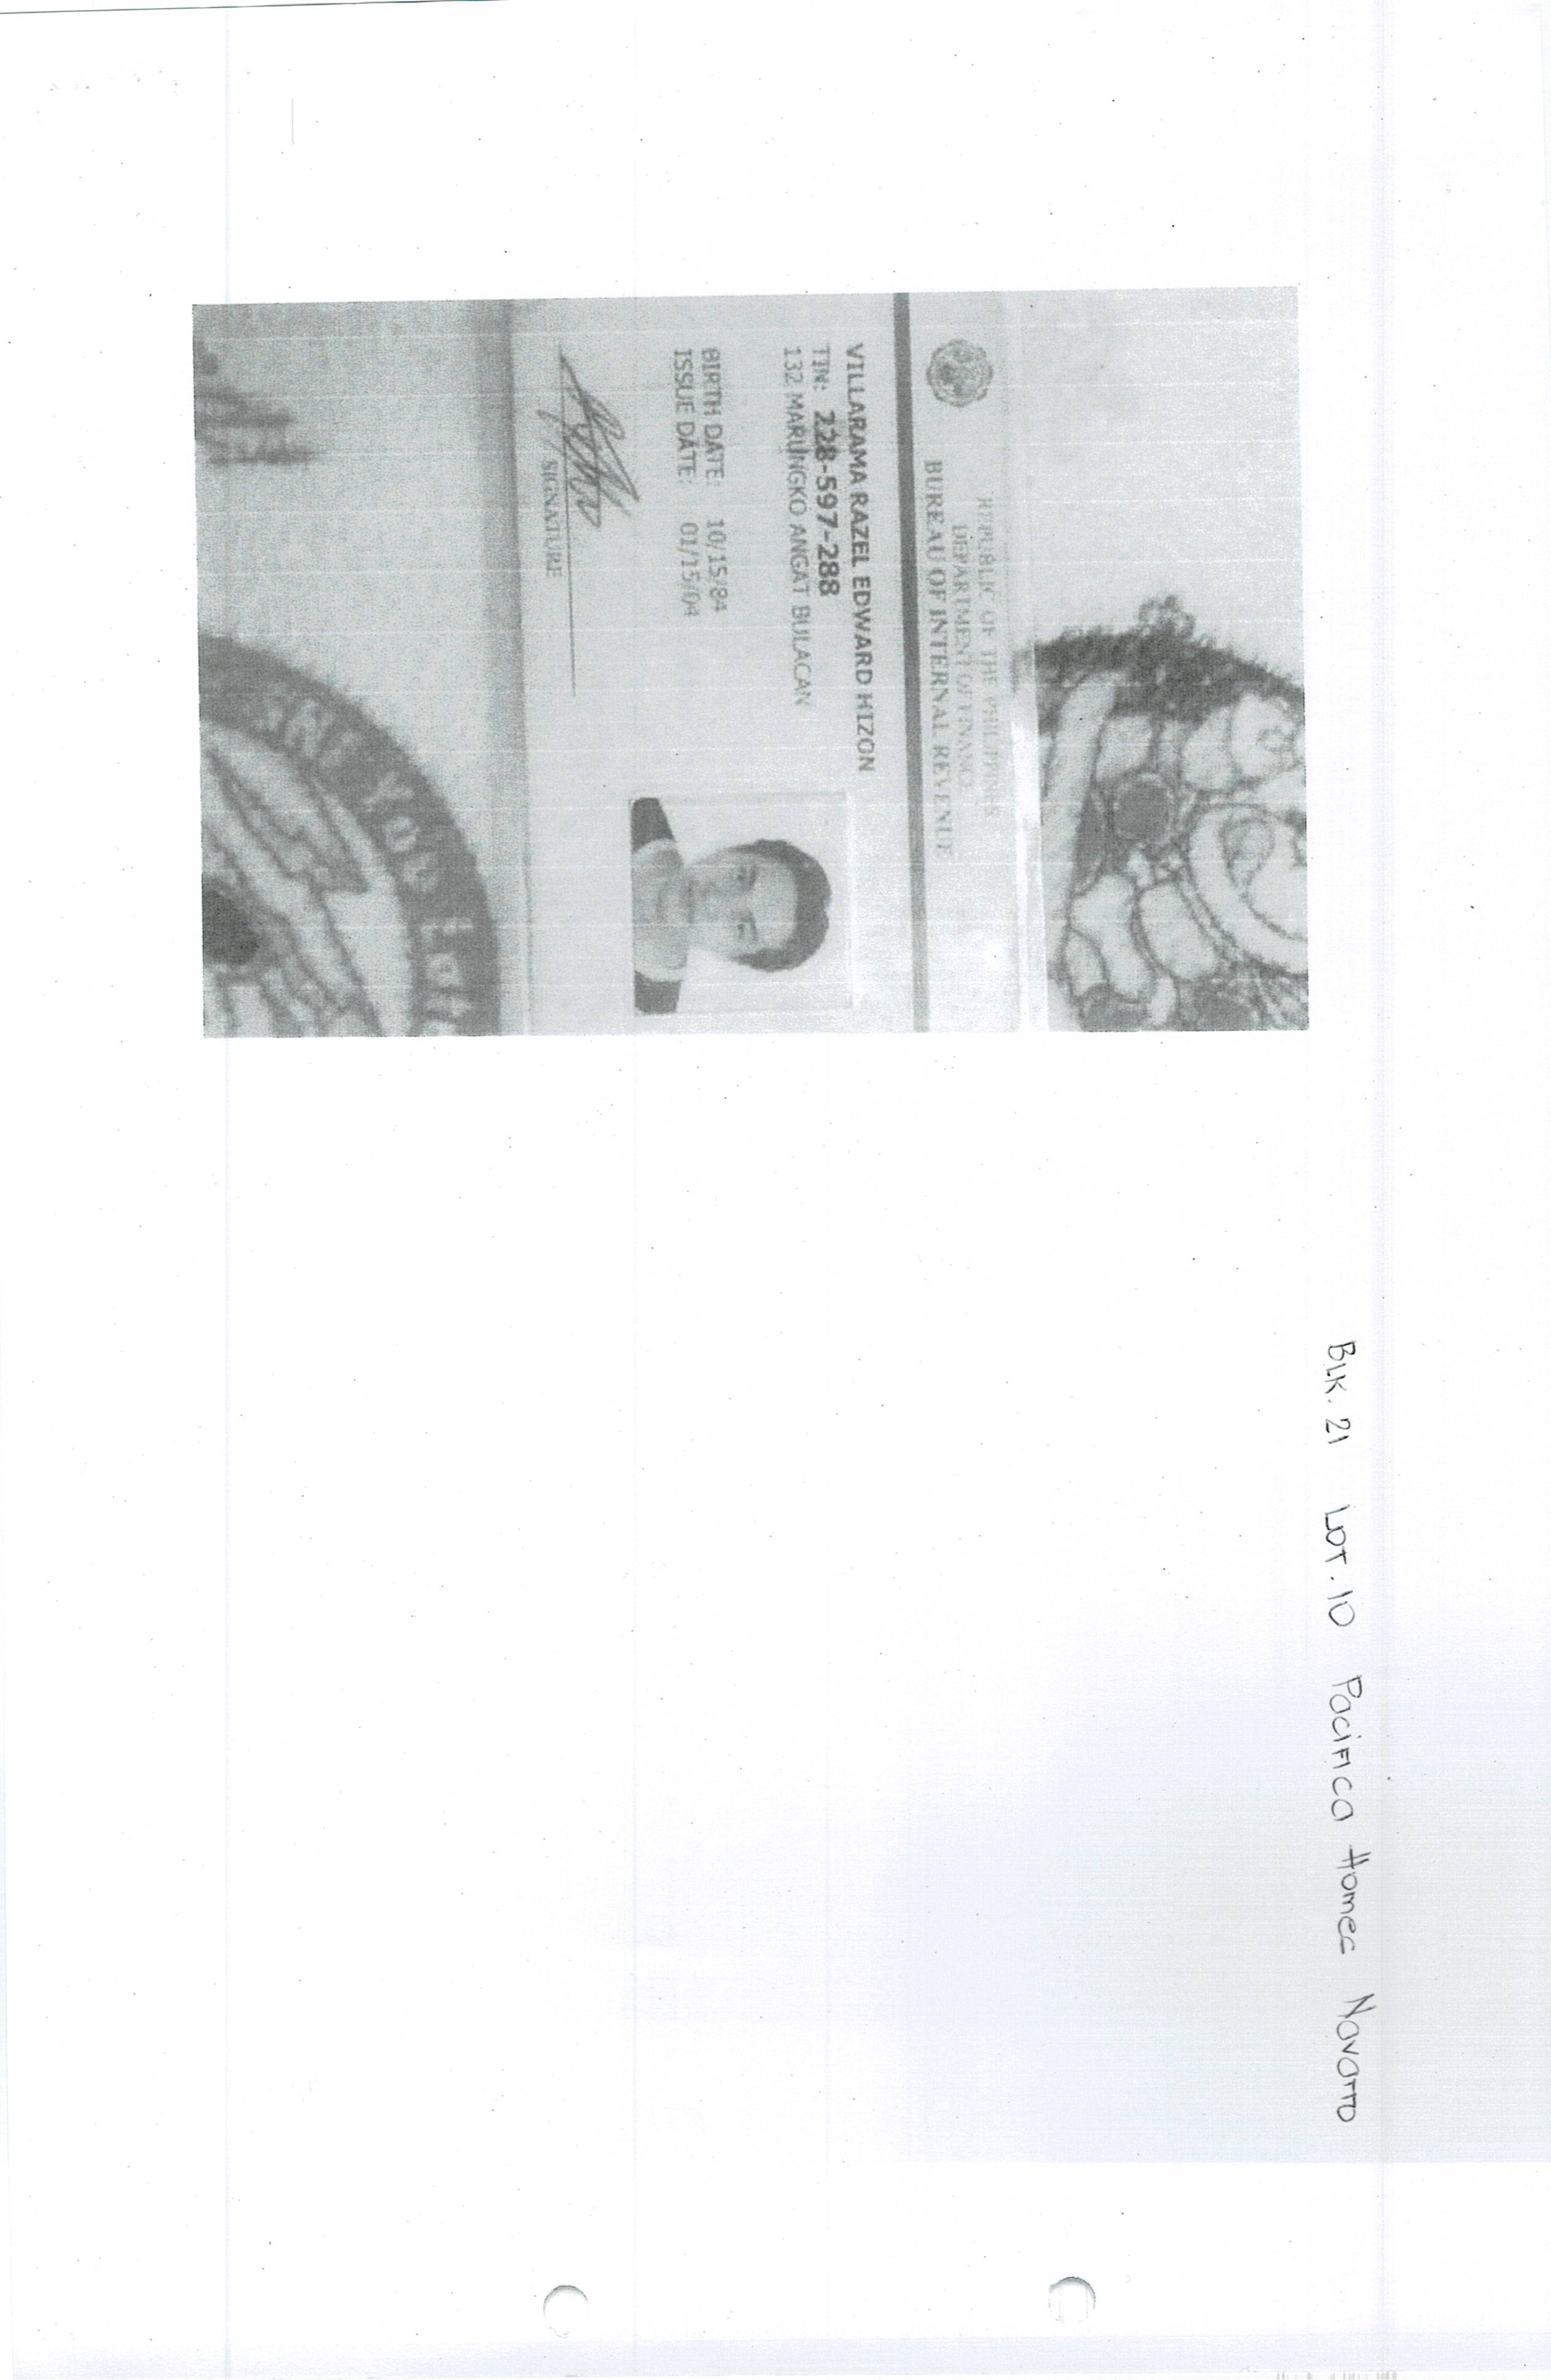 REPUBLIC OF THE PHILIPPINES
DEPARTMENT OF FINANCE
BUREAU OF INTERNAL REVENUE
VILLARAMA RAZEL EDWARD HIZON
TIN: 228-597-288
132 MARUNGKO ANGAT BULACAN
BIRTH DATE: 10/15/84
ISSUE DATE: 01/15/04
SIGNATURE
YOU
BLK. 21 LOT. 10 Pacifica Homes Navarro